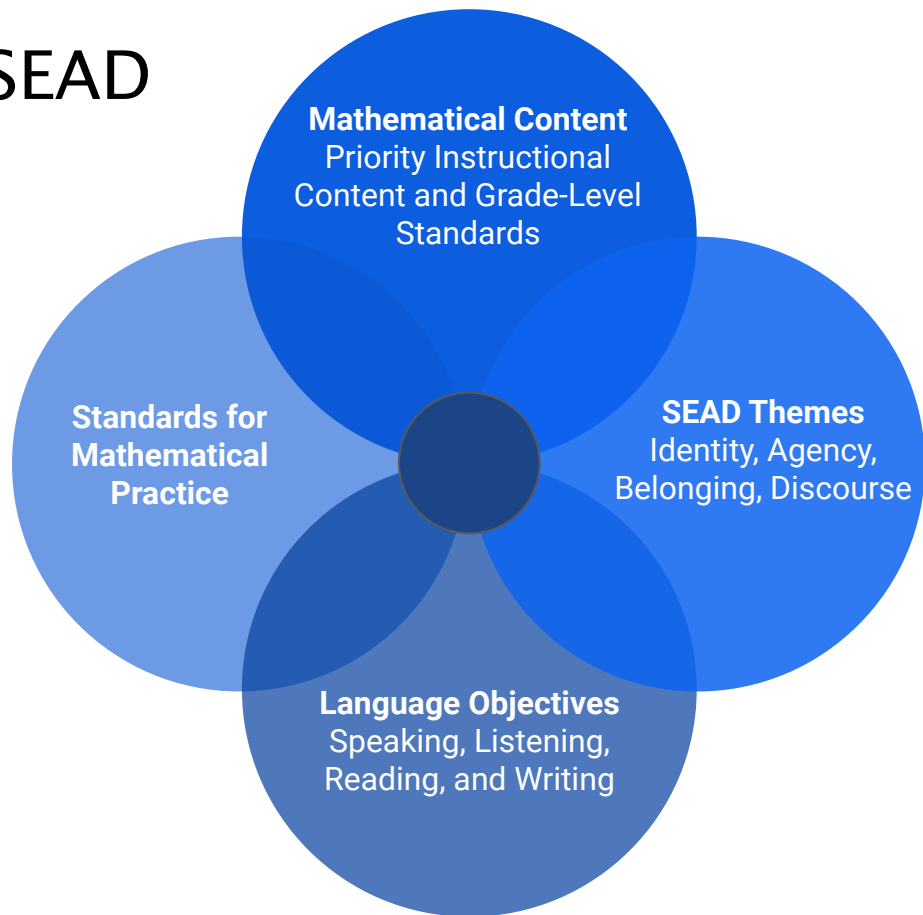 SEAD
Mathematical Content
Priority Instructional
Content and Grade-Level
Standards
Standards for
Mathematical
Practice
SEAD Themes
Identity, Agency,
Belonging, Discourse
Language Objectives
Speaking, Listening,
Reading, and Writing